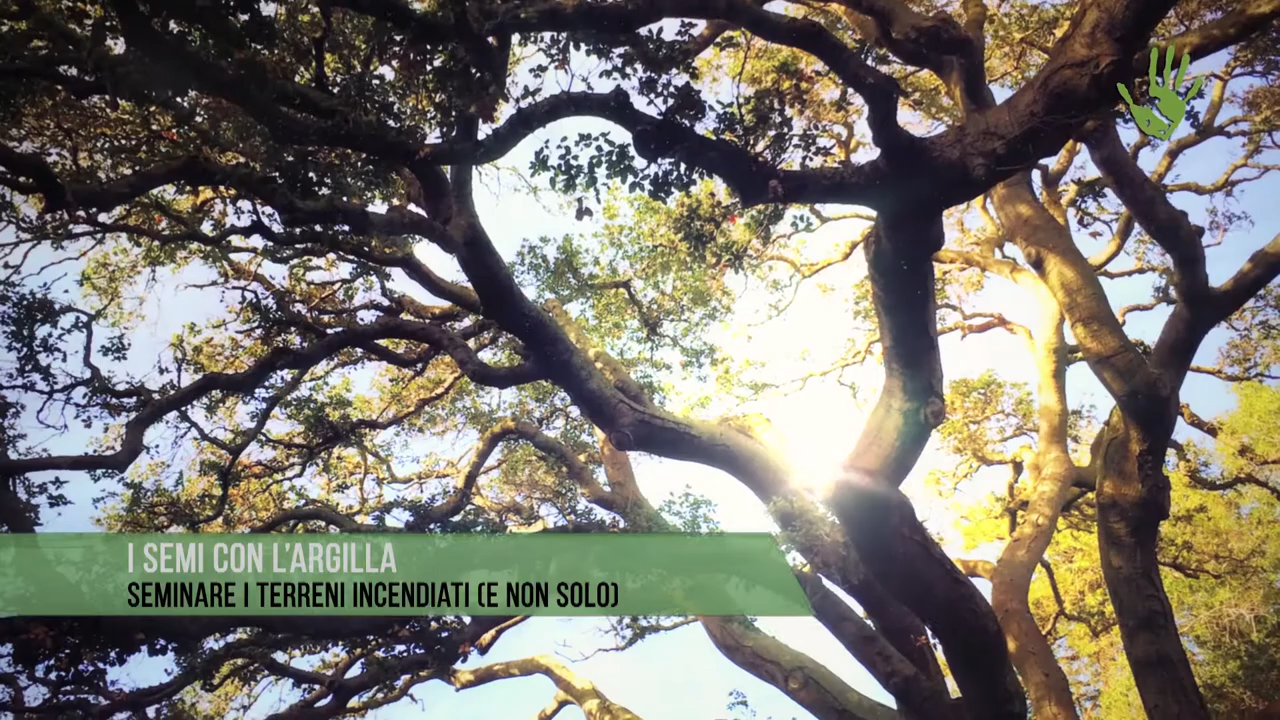 I SEMI CON L'ARGILLA
SEMINARE I TERRENI INCENDIATI (E NON SOLO)